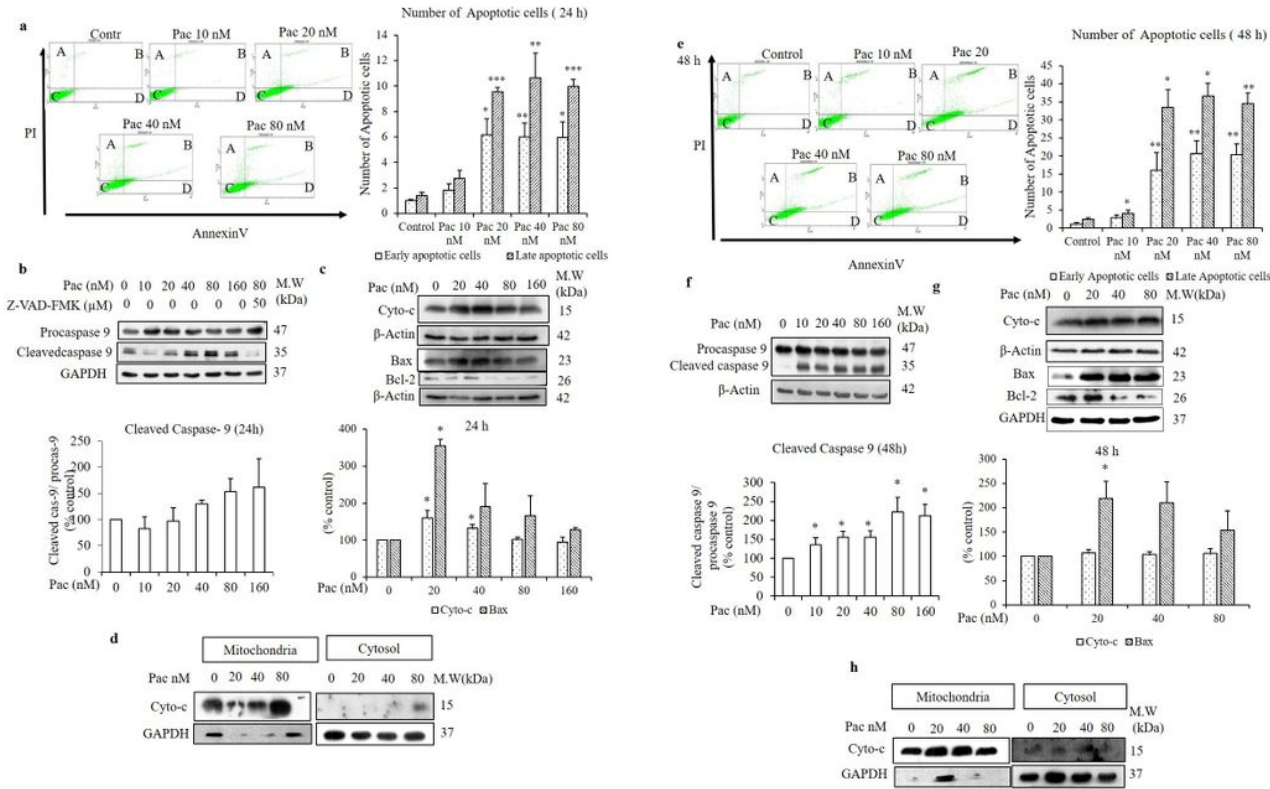 a
Number of Apoptotic cells (24 h)
Contr
Pac 10 nM
Pac 20 nM
A B
C D
A B
C D
A B
C D
Pac 40 nM
Pac 80 nM
A B
C D
A B
C D
PI
AnnexinV
Number of Apoptotic cells
14
12
10
8
6
4
2
0
* *** ** ** * ***
Control Pac 10 nM Pac 20 nM Pac 40 nM Pac 80 nM
Early apoptotic cells Late apoptotic cells
b
Pac (nM) 0 10 20 40 80 160 80 M.W (kDa)
Z-VAD-FMK (µM) 0 0 0 0 0 0 50
Procaspase 9 47
Cleavedcaspase 9 35
GAPDH 37
Cleaved Caspase- 9 (24h)
Cleaved cas-9/ procas-9
(% control)
250
200
150
100
50
0
Pac (nM) 0 10 20 40 80 160
c
Pac (nM) 0 20 40 80 160 M.W (kDa)
Cyto-c 15
β-Actin 42
Bax 23
Bcl-2 26
β-Actin 42
24 h
(% control)
400
300
200
100
0
* * *
Pac (nM) 0 20 40 80 160
Cyto-c Bax
d
Mitochondria Cytosol
Pac nM 0 20 40 80 0 20 40 80 M.W(kDa)
Cyto-c 15
GAPDH 37
e
Number of Apoptotic cells ( 48 h)
48 h
Control
Pac 10 nM
Pac 20
A B
C D
A B
C D
A B
C D
Pac 40 nM
Pac 80 nM
A B
C D
A B
C D
PI
AnnexinV
Number of Apoptotic cells
45
40
35
30
25
20
15
10
5
0
* ** * ** * ** **
Control Pac 10 nM Pac 20 nM Pac 40 nM Pac 80 nM
Early Apoptotic cells Late Apoptotic cells
f
Pac (nM) 0 10 20 40 80 160 M.W (kDa)
Procaspase 9 47
Cleaved caspase 9 35
β-Actin 42
Cleaved Caspase 9 (48h)
Cleaved caspase 9/
procaspase 9
(% control)
300
250
200
150
100
50
0
* * * * *
Pac (nM) 0 10 20 40 80 160
g
Pac (nM) 0 20 40 80 M.W(kDa)
Cyto-c 15
β-Actin 42
Bax 23
Bcl-2 26
GAPDH 37
48 h
(% control)
300
250
200
150
100
50
0
*
Pac (nM) 0 20 40 80
Cyto-c Bax
h
Mitochondria Cytosol
Pac nM 0 20 40 80 0 20 40 80 M.W (kDa)
Cyto-c 15
GAPDH 37